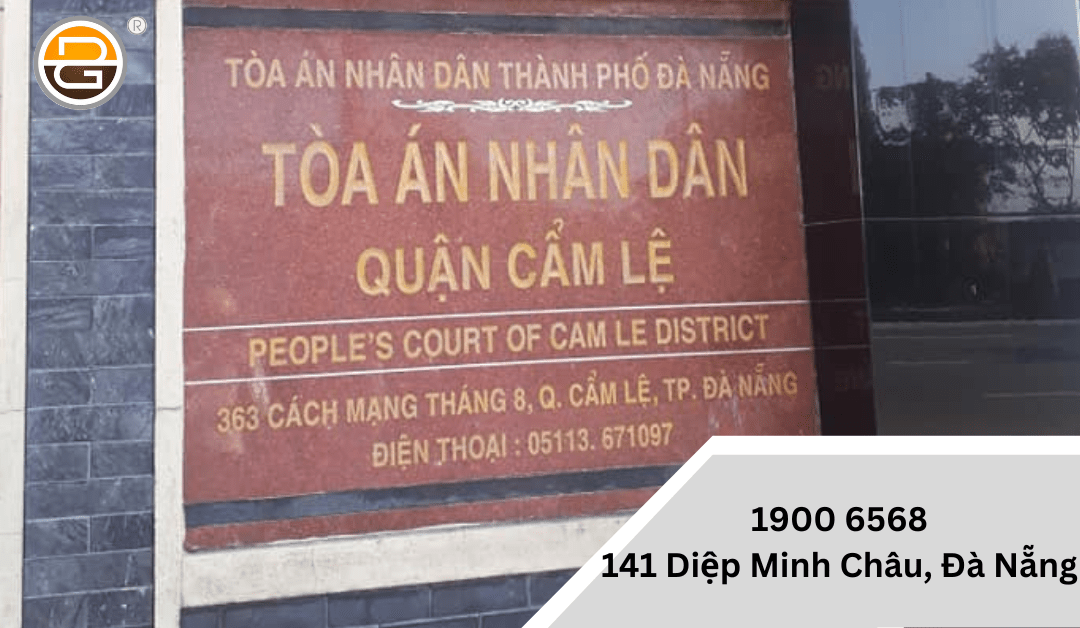 DG ®
TÒA ÁN NHÂN DÂN THÀNH PHỐ ĐÀ NẴNG
TÒA ÁN NHÂN DÂN
QUẬN CẨM LỆ
PEOPLE'S COURT OF CAM LE DISTRICT
363 CÁCH MẠNG THÁNG 8, Q. CẨM LỆ, TP. ĐÀ NẴNG
ĐIỆN THOẠI : 05113. 671097
1900 6568
141 Diệp Minh Châu, Đà Nẵng